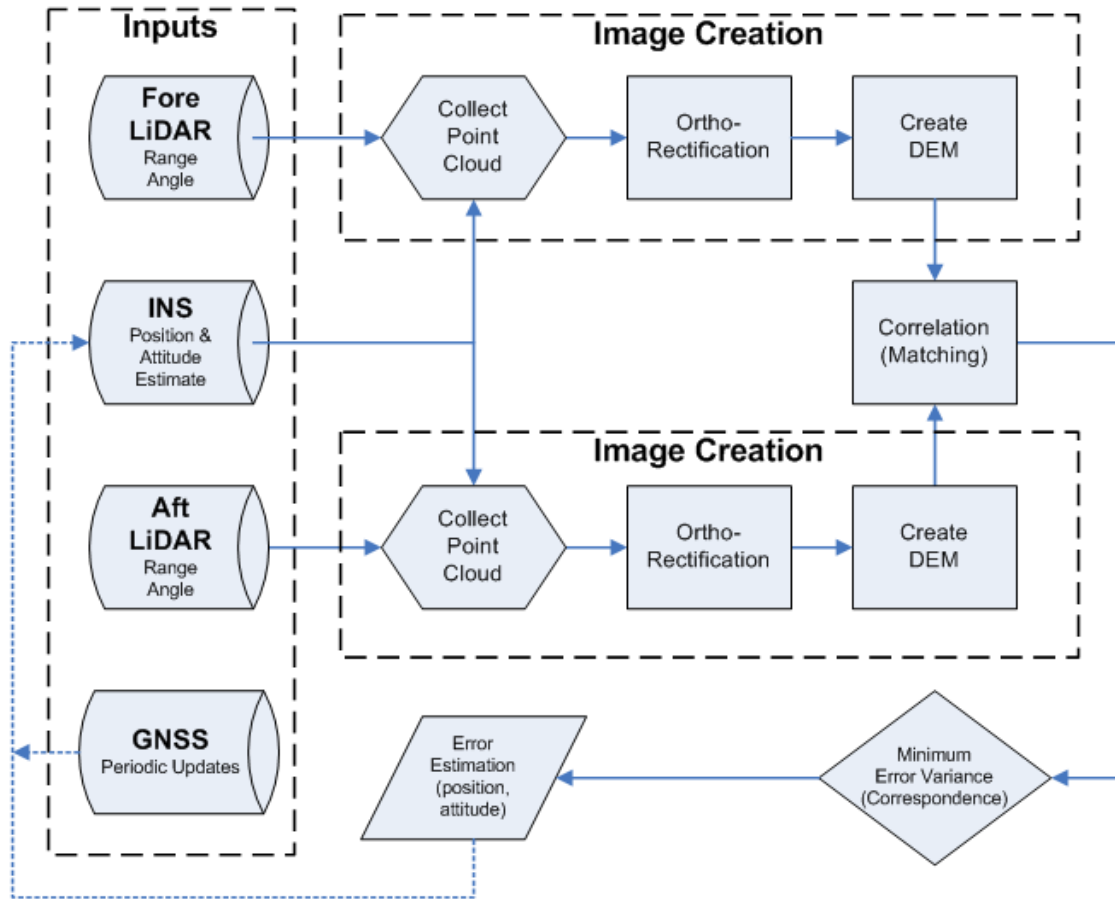 Inputs
Fore
LiDAR
Range
Angle
INS
Position &
Attitude
Estimate
Aft
LiDAR
Range
Angle
GNSS
Periodic Updates
Image Creation
Collect
Point
Cloud
Ortho-
Rectification
Create
DEM
Correlation
(Matching)
Image Creation
Collect
Point
Cloud
Ortho-
Rectification
Create
DEM
Minimum
Error Variance
(Correspondence)
Error
Estimation
(position,
attitude)